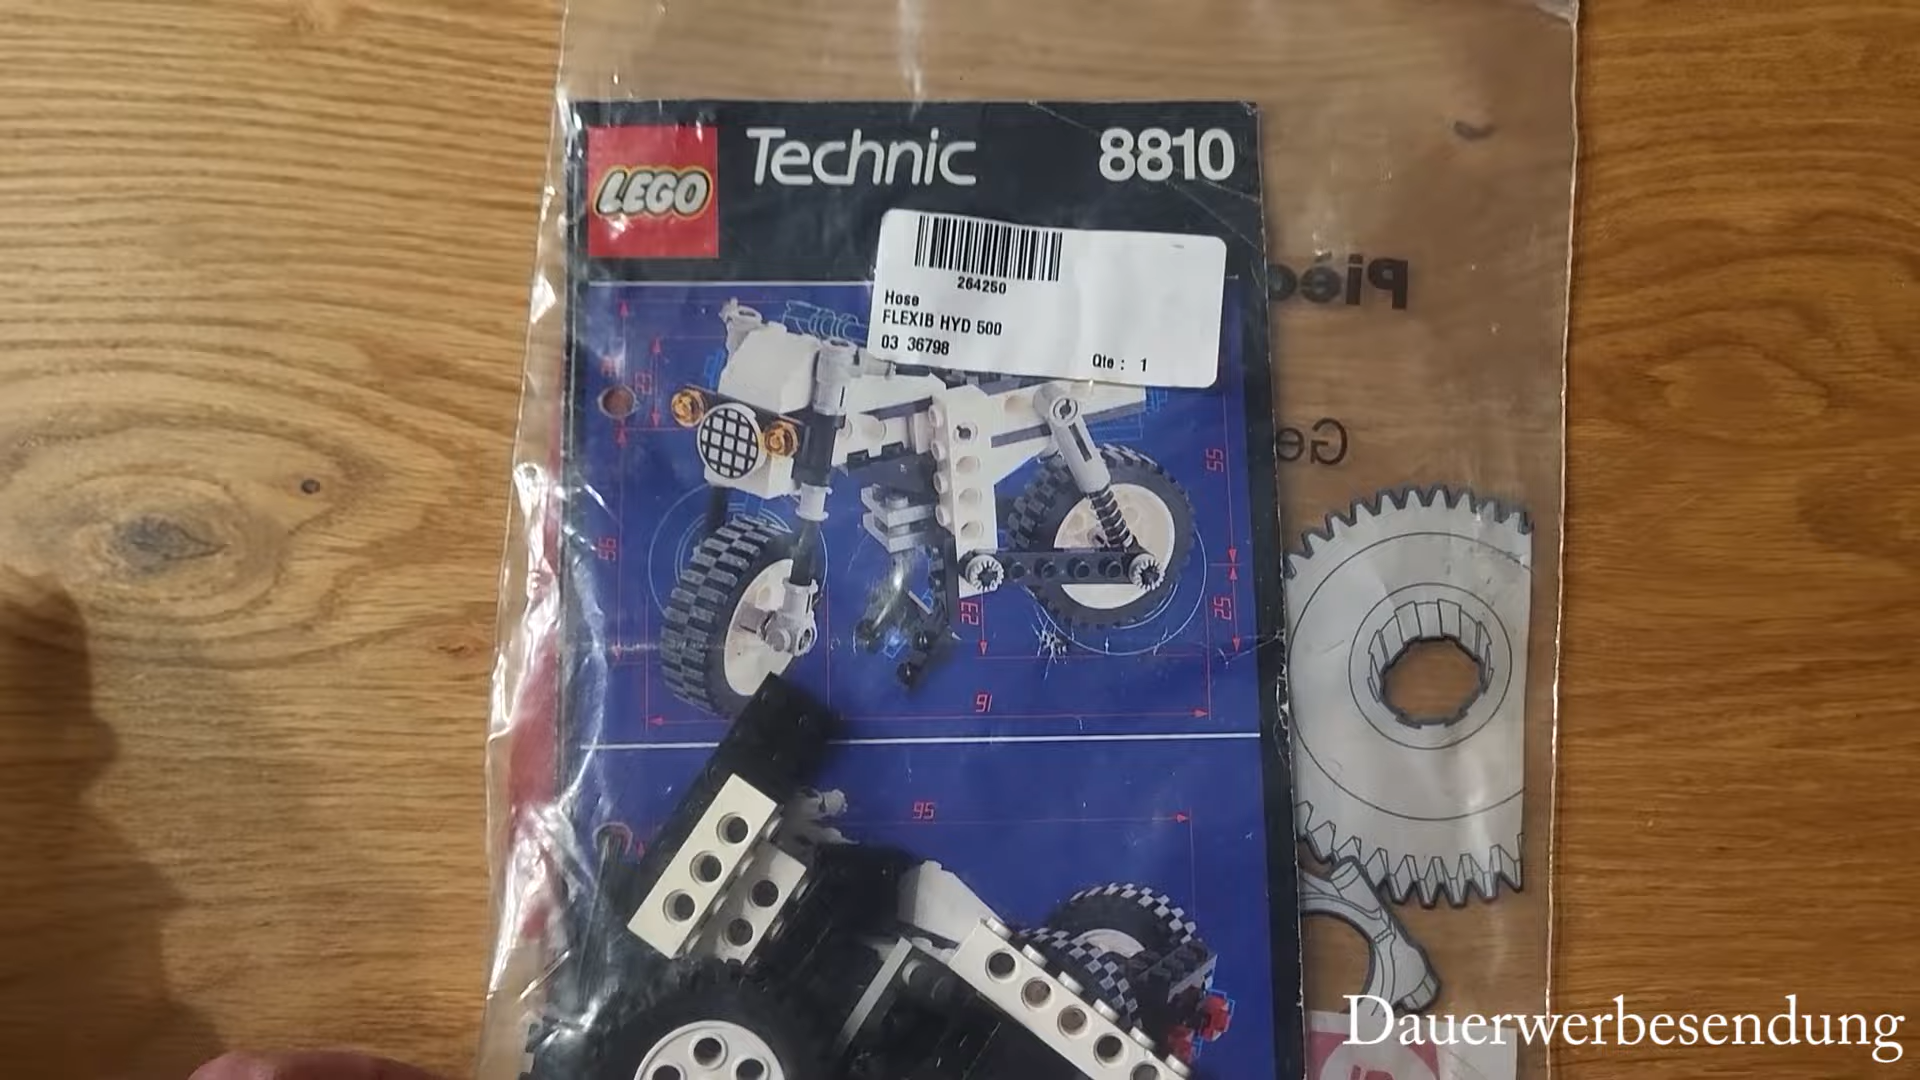 LEGO Technic 8810
264250
Hose
FLEXIB HYD 500
03 36798
Qte : 1
23
56
55
23
25
91
95
Dauerwerbesendung